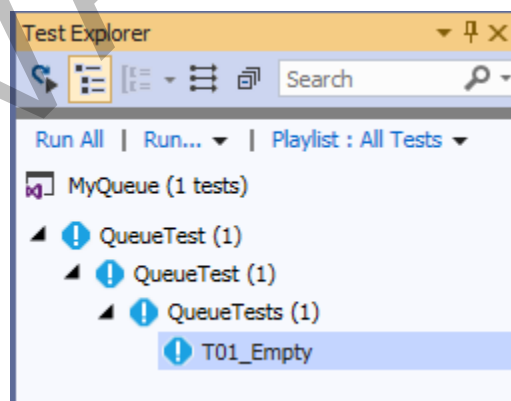 Test Explorer
Search
Run All | Run... | Playlist : All Tests
MyQueue (1 tests)
QueueTest (1)
QueueTest (1)
QueueTests (1)
T01_Empty